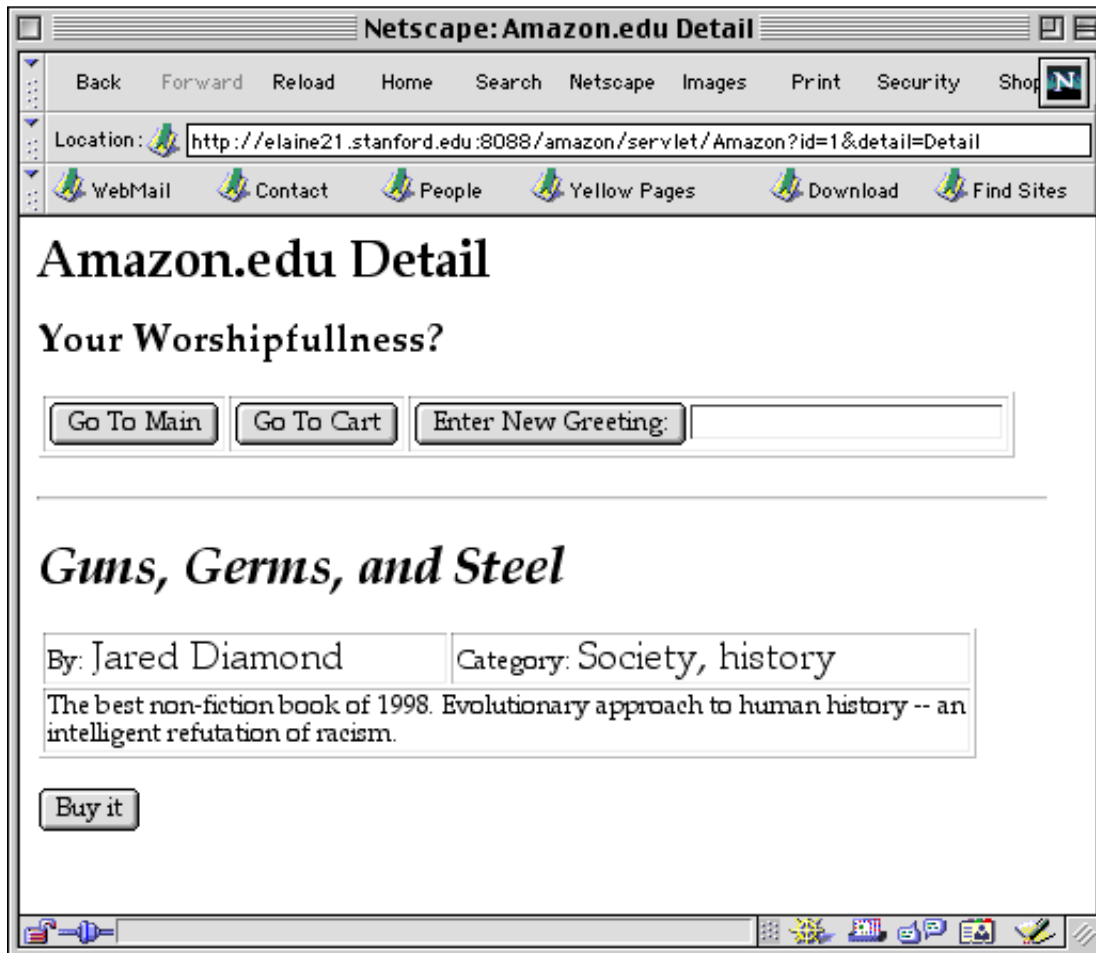 Netscape: Amazon.edu Detail
Back Forward Reload Home Search Netscape Images Print Security Shop N
Location: http://elaine21.stanford.edu:8088/amazon/servlet/Amazon?id=1&detail=Detail
WebMail Contact People Yellow Pages Download Find Sites
Amazon.edu Detail
Your Worshipfullness?
Go To Main Go To Cart Enter New Greeting:
Guns, Germs, and Steel
By: Jared Diamond Category: Society, history
The best non-fiction book of 1998. Evolutionary approach to human history -- an
intelligent refutation of racism.
Buy it